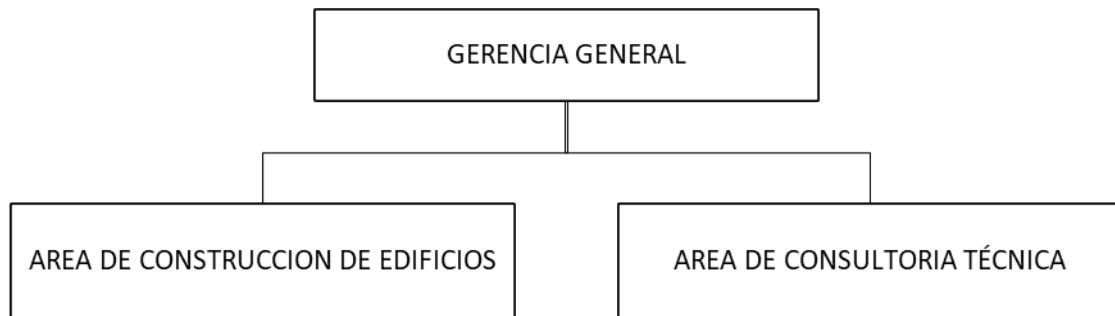 GERENCIA GENERAL
AREA DE CONSTRUCCION DE EDIFICIOS
AREA DE CONSULTORIA TÉCNICA